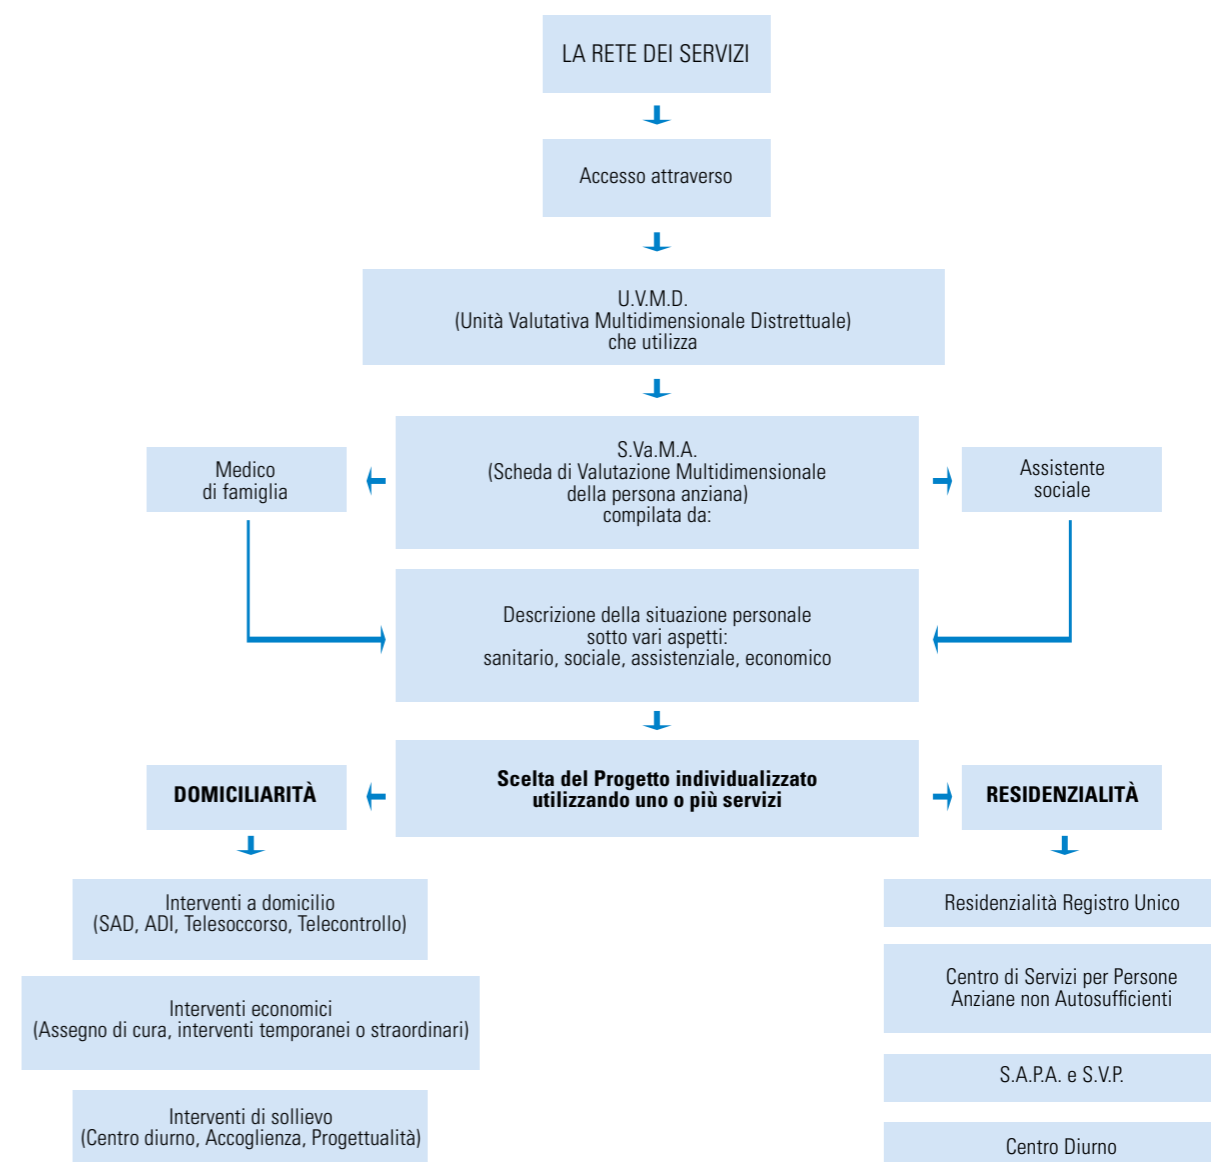 LA RETE DEI SERVIZI
Accesso attraverso
U.V.M.D.
(Unità Valutativa Multidimensionale Distrettuale)
che utilizza
S.Va.M.A.
(Scheda di Valutazione Multidimensionale
della persona anziana)
compilata da:
Medico
di famiglia
Assistente
sociale
Descrizione della situazione personale
sotto vari aspetti:
sanitario, sociale, assistenziale, economico
Scelta del Progetto individualizzato
utilizzando uno o più servizi
DOMICILIARITÀ
RESIDENZIALITÀ
Interventi a domicilio
(SAD, ADI, Telesoccorso, Telecontrollo)
Interventi economici
(Assegno di cura, interventi temporanei o straordinari)
Interventi di sollievo
(Centro diurno, Accoglienza, Progettualità)
Residenzialità Registro Unico
Centro di Servizi per Persone
Anziane non Autosufficienti
S.A.P.A. e S.V.P.
Centro Diurno